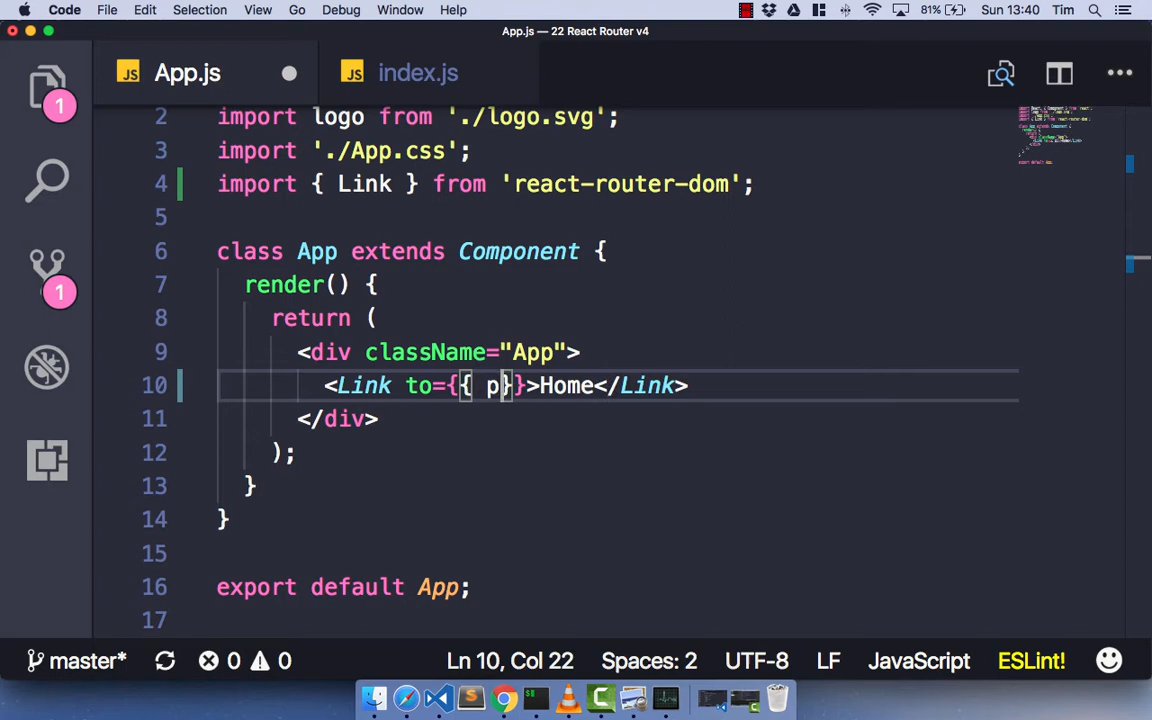 Code File Edit Selection View Go Debug Window Help 81% Sun 13:40 Tim
App.js — 22 React Router v4
JS App.js JS index.js
2 import logo from './logo.svg';
3 import './App.css';
4 import { Link } from 'react-router-dom';
5
6 class App extends Component {
7 render() {
8 return (
9 <div className="App">
10 <Link to={{ p}}>Home</Link>
11 </div>
12 );
13 }
14 }
15
16 export default App;
17
1
1
master* 0 0 Ln 10, Col 22 Spaces: 2 UTF-8 LF JavaScript ESLint!